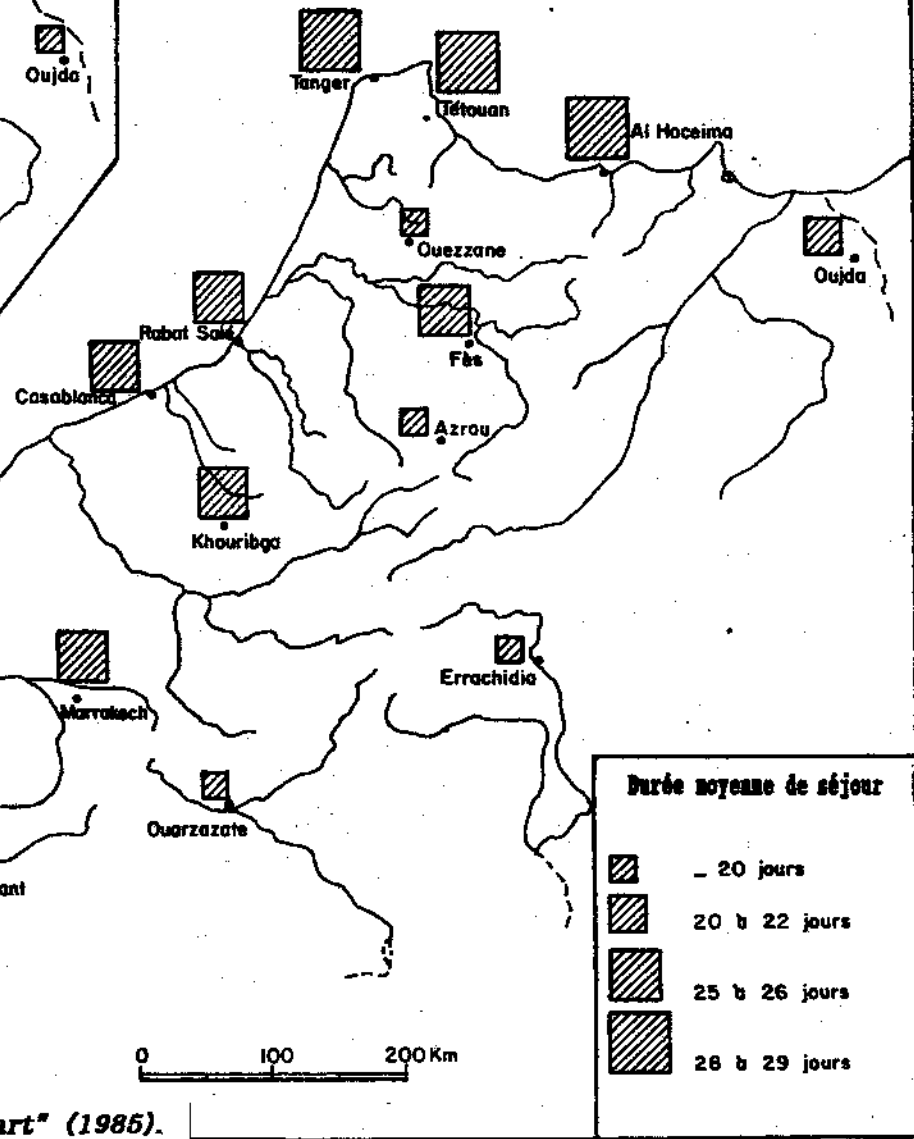 Oujda
Tanger
Tétouan
Al Hoceima
Ouezzane
Oujda
Rabat Salé
Fès
Casablanca
Azrou
Khouribga
Errachidia
Marrakech
Ouarzazate
ant
Durée moyenne de séjour
_ 20 jours
20 à 22 jours
25 à 26 jours
28 à 29 jours
0 100 200 Km
art" (1985).